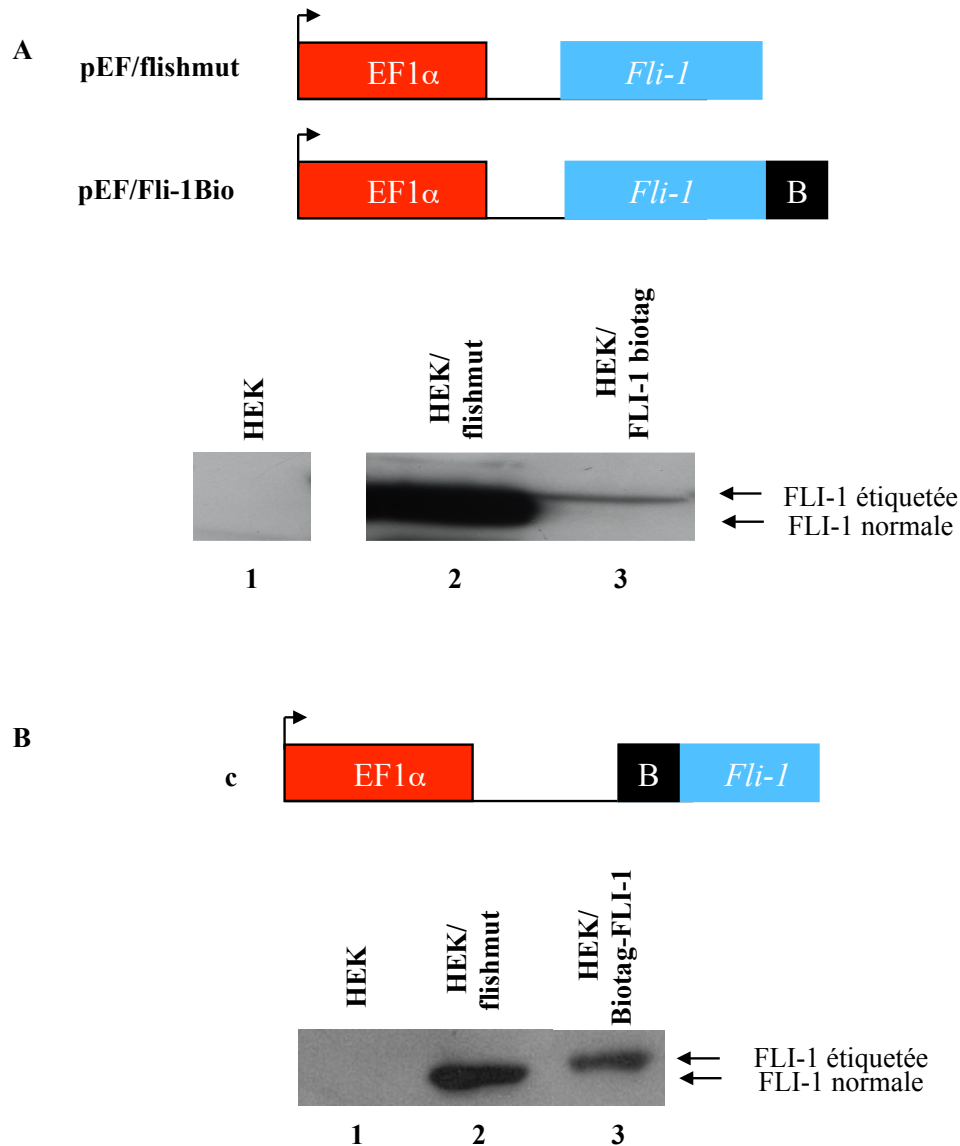 A
pEF/flishmut
EF1α
Fli-1
pEF/Fli-1Bio
EF1α
Fli-1
B
HEK
HEK/
flishmut
HEK/
FLI-1 biotag
FLI-1 étiquetée
FLI-1 normale
1
2
3
B
c
EF1α
B
Fli-1
HEK
HEK/
flishmut
HEK/
Biotag-FLI-1
FLI-1 étiquetée
FLI-1 normale
1
2
3